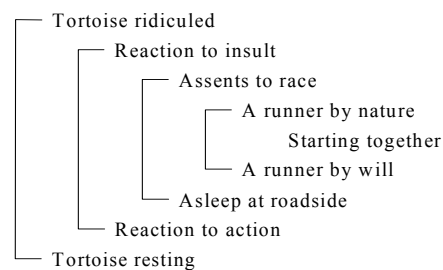 Tortoise ridiculed
Reaction to insult
Assents to race
A runner by nature
Starting together
A runner by will
Asleep at roadside
Reaction to action
Tortoise resting